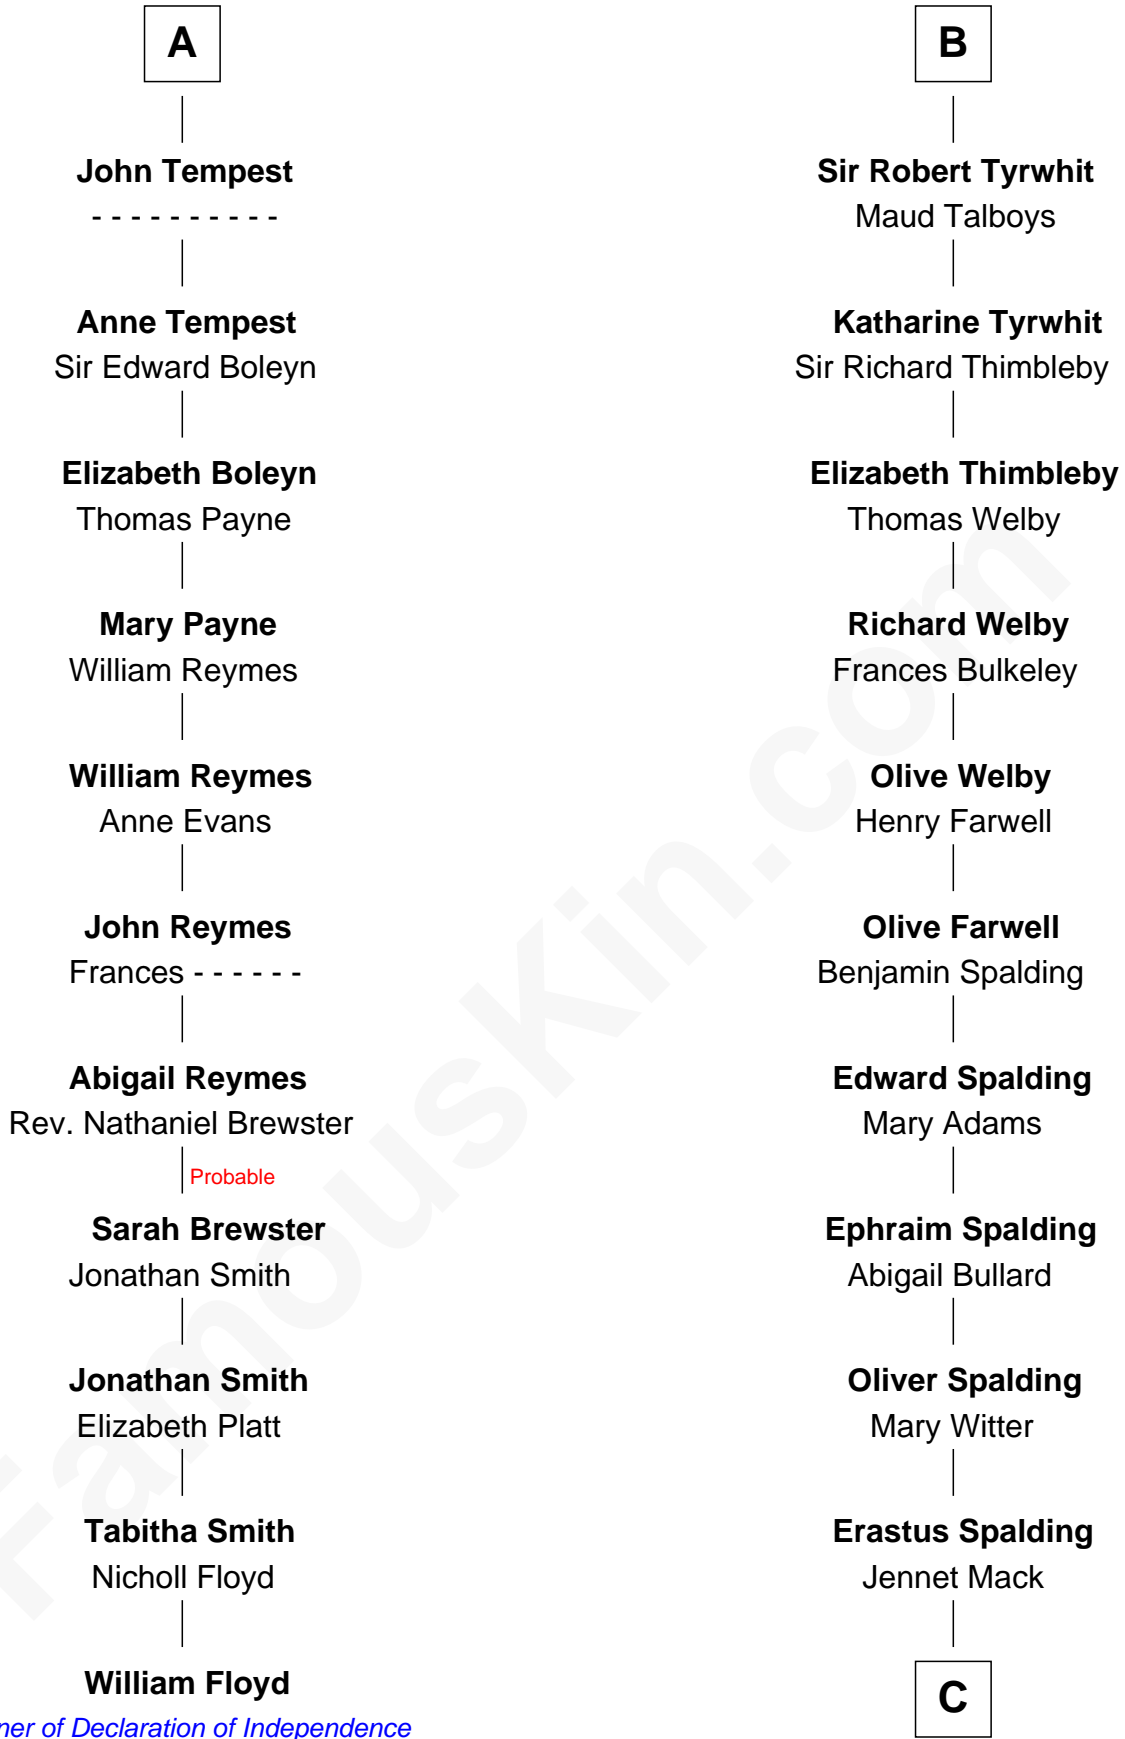 A
John Tempest
- - - - - - - - - -
Anne Tempest
Sir Edward Boleyn
Elizabeth Boleyn
Thomas Payne
Mary Payne
William Reymes
William Reymes
Anne Evans
John Reymes
Frances - - - - - -
Abigail Reymes
Rev. Nathaniel Brewster
Probable
Sarah Brewster
Jonathan Smith
Jonathan Smith
Elizabeth Platt
Tabitha Smith
Nicholl Floyd
William Floyd
ner of Declaration of Independence
B
Sir Robert Tyrwhit
Maud Talboys
Katharine Tyrwhit
Sir Richard Thimbleby
Elizabeth Thimbleby
Thomas Welby
Richard Welby
Frances Bulkeley
Olive Welby
Henry Farwell
Olive Farwell
Benjamin Spalding
Edward Spalding
Mary Adams
Ephraim Spalding
Abigail Bullard
Oliver Spalding
Mary Witter
Erastus Spalding
Jennet Mack
C
FamousKin.com